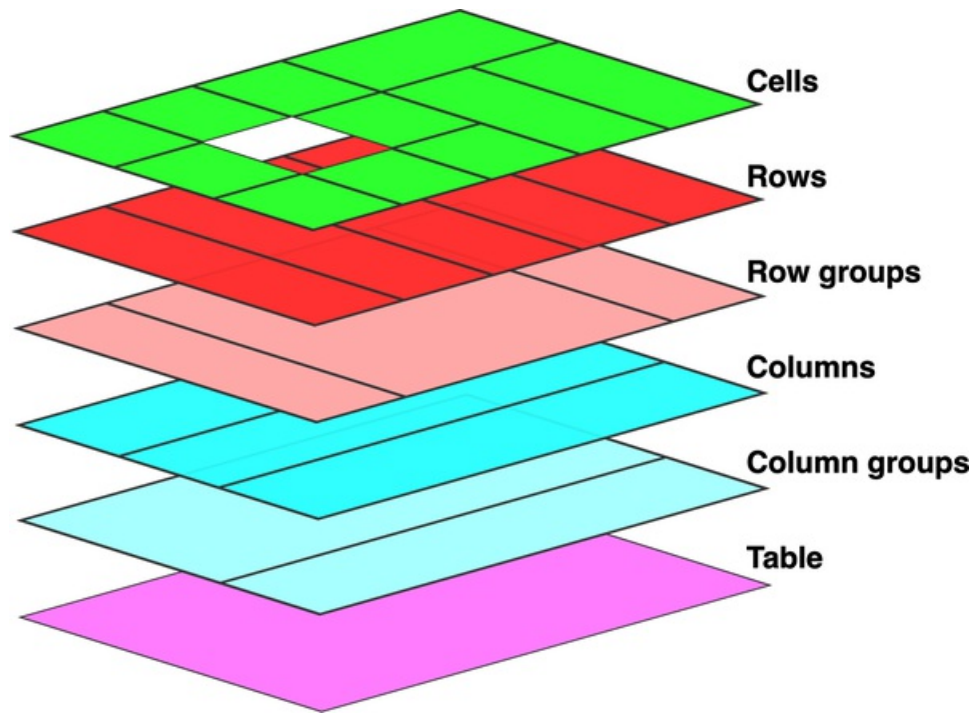 Cells
Rows
Row groups
Columns
Column groups
Table